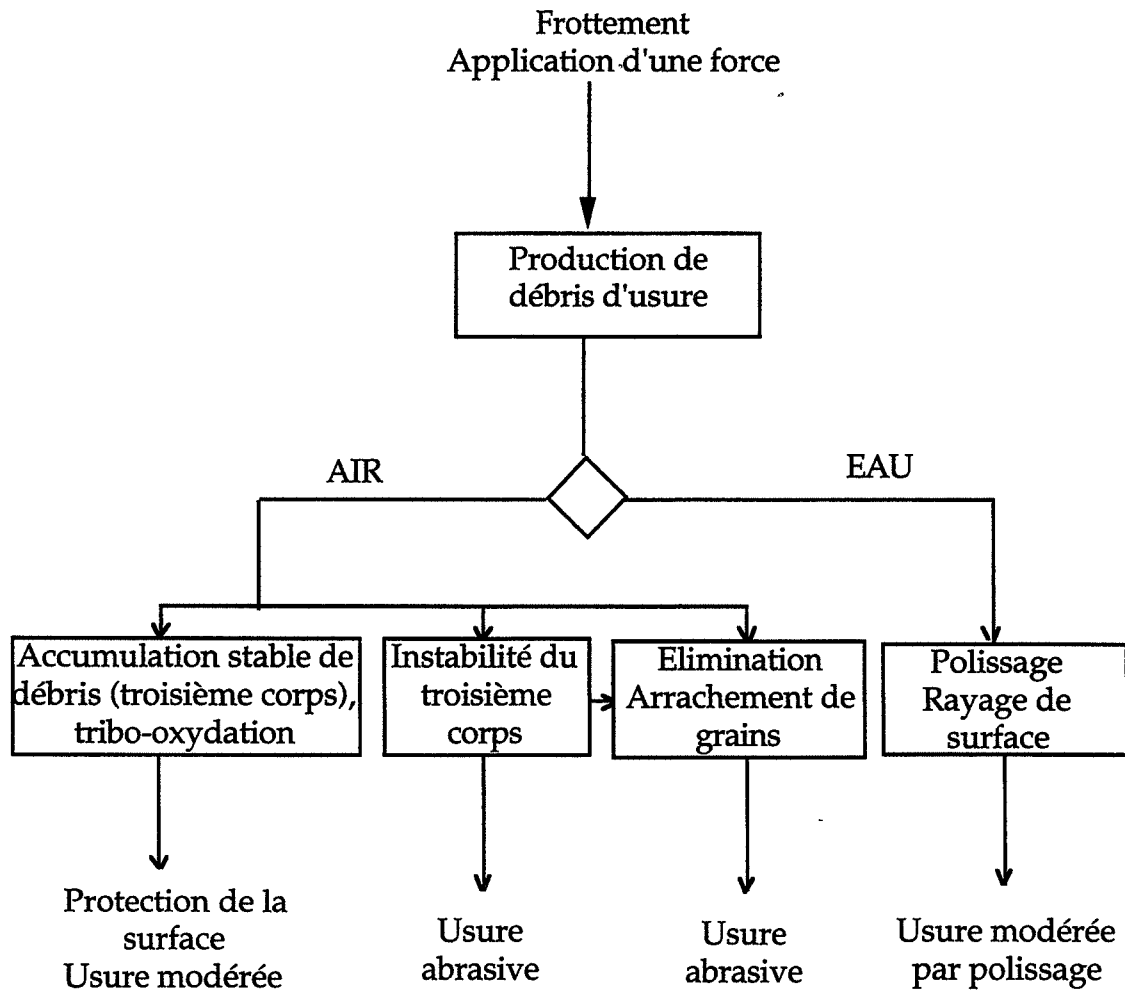 Frottement
Application d'une force
Production de
débris d'usure
AIR
EAU
Accumulation stable de
débris (troisième corps),
tribo-oxydation
Instabilité du
troisième
corps
Elimination
Arrachement de
grains
Polissage
Rayage de
surface
Protection de la
surface
Usure modérée
Usure
abrasive
Usure
abrasive
Usure modérée
par polissage